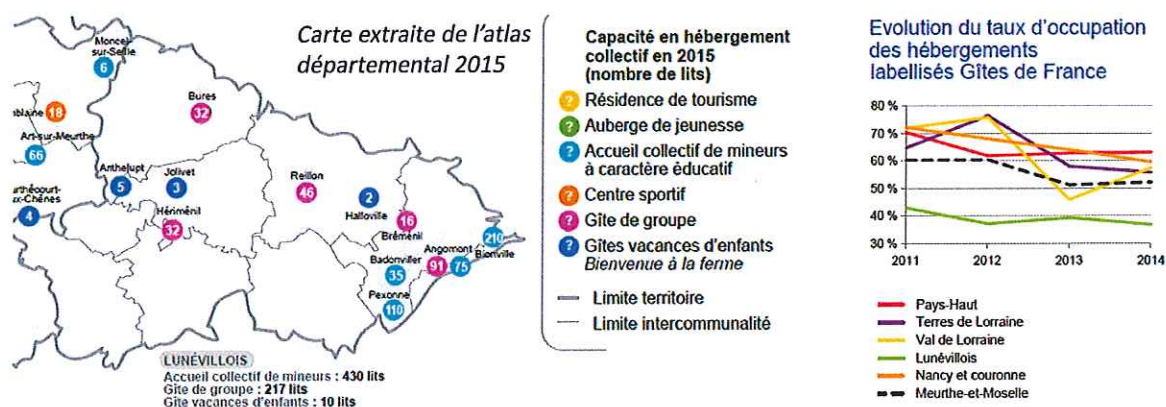 Carte extraite de l'atlas
départemental 2015
Moncel
sur-Seille
6
Bures
32
18
Art-sur-Meurthe
66
Anthelupt
5
Jolivet
3
4
Hériménil
32
Reillon
46
2
Halloville
16
Bréménil
210
Bionville
Angomont
91
75
Badonviller
35
Pexonne
110
LUNÉVILLOIS
Accueil collectif de mineurs : 430 lits
Gîte de groupe : 217 lits
Gîte vacances d'enfants : 10 lits
Capacité en hébergement
collectif en 2015
(nombre de lits)
? Résidence de tourisme
? Auberge de jeunesse
? Accueil collectif de mineurs
à caractère éducatif
? Centre sportif
? Gîte de groupe
? Gîtes vacances d'enfants
Bienvenue à la ferme
Limite territoire
Limite intercommunalité
Evolution du taux d'occupation
des hébergements
labellisés Gîtes de France
80 %
70 %
60 %
50 %
40 %
30 %
2011 2012 2013 2014
Pays-Haut
Terres de Lorraine
Val de Lorraine
Lunévillois
Nancy et couronne
Meurthe-et-Moselle